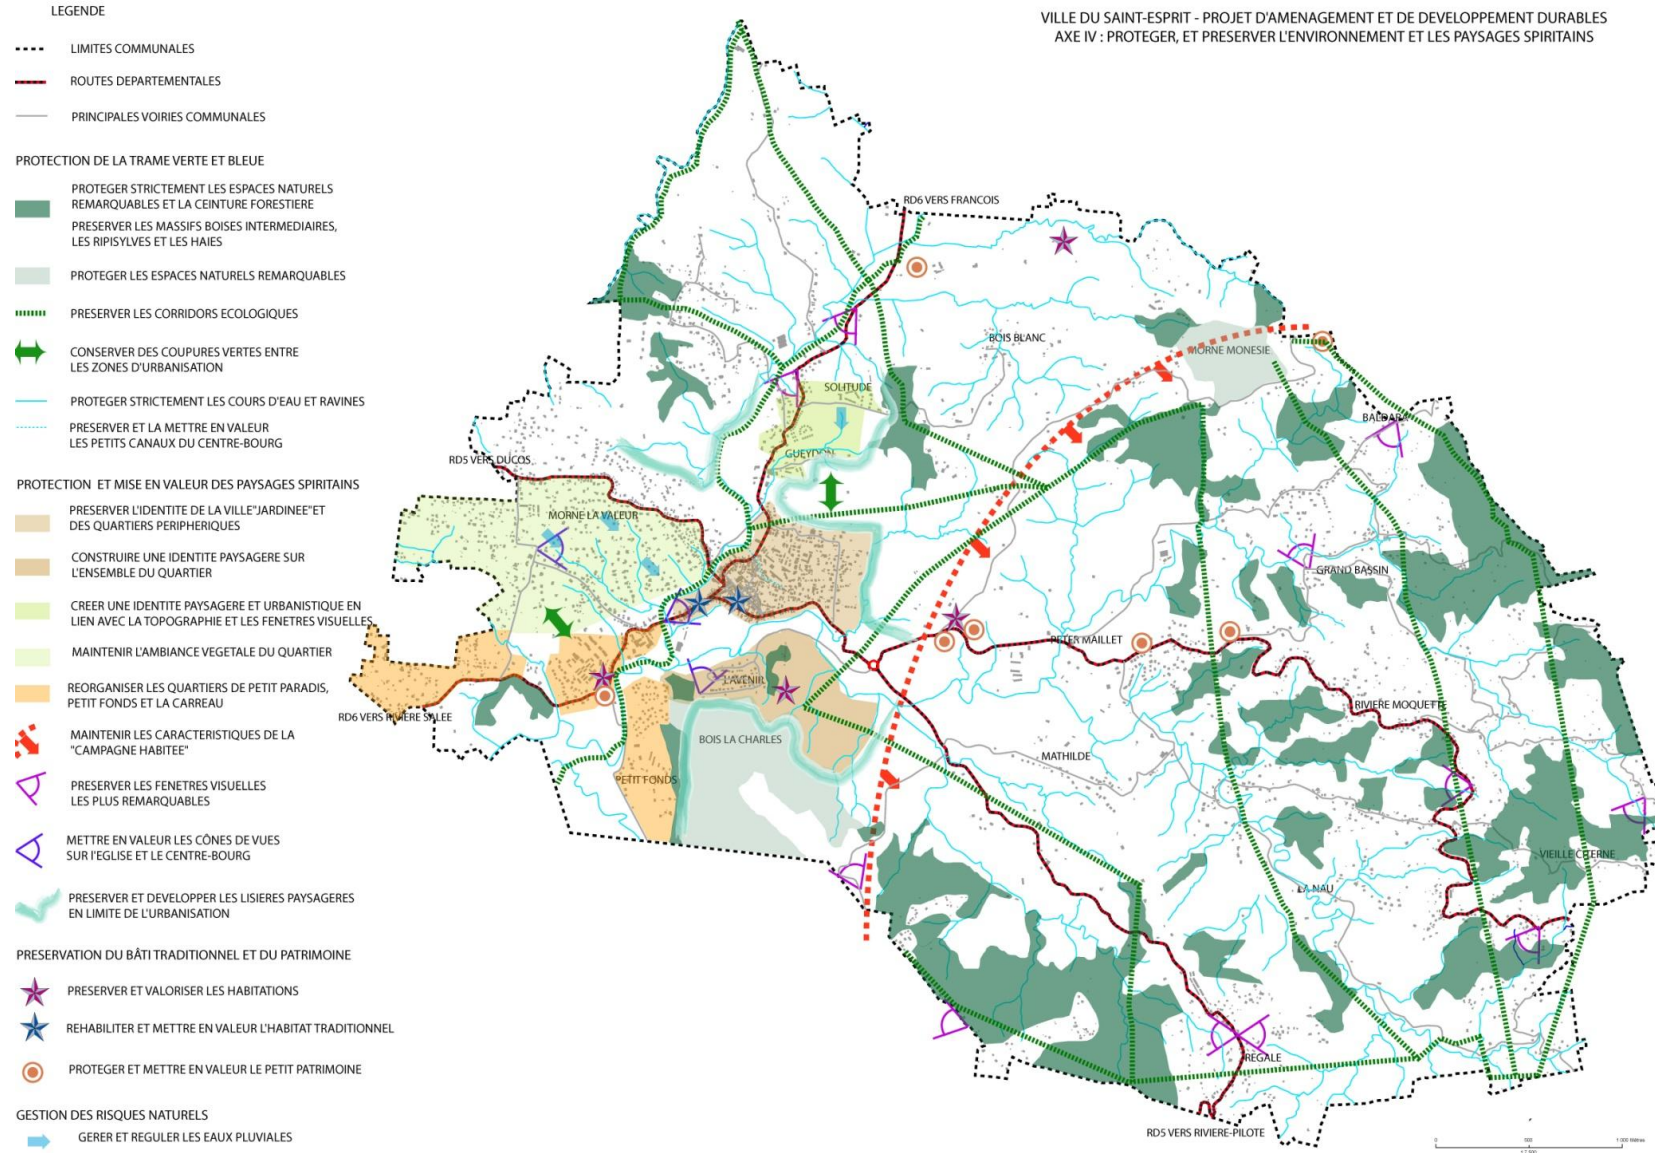 LEGENDE
LIMITES COMMUNALES
ROUTES DEPARTEMENTALES
PRINCIPALES VOIRIES COMMUNALES
PROTECTION DE LA TRAME VERTE ET BLEUE
PROTEGER STRICTEMENT LES ESPACES NATURELS
REMARQUABLES ET LA CEINTURE FORESTIERE
PRESERVER LES MASSIFS BOISES INTERMEDIAIRES,
LES RIPISYLVES ET LES HAIES
PROTEGER LES ESPACES NATURELS REMARQUABLES
PRESERVER LES CORRIDORS ECOLOGIQUES
CONSERVER DES COUPURES VERTES ENTRE
LES ZONES D'URBANISATION
PROTEGER STRICTEMENT LES COURS D'EAU ET RAVINES
PRESERVER ET LA METTRE EN VALEUR
LES PETITS CANAUX DU CENTRE-BOURG
PROTECTION ET MISE EN VALEUR DES PAYSAGES SPIRITAINS
PRESERVER L'IDENTITE DE LA VILLE"JARDINEE"ET
DES QUARTIERS PERIPHERIQUES
CONSTRUIRE UNE IDENTITE PAYSAGERE SUR
L'ENSEMBLE DU QUARTIER
CREER UNE IDENTITE PAYSAGERE ET URBANISTIQUE EN
LIEN AVEC LA TOPOGRAPHIE ET LES FENETRES VISUELLES
MAINTENIR L'AMBIANCE VEGETALE DU QUARTIER
REORGANISER LES QUARTIERS DE PETIT PARADIS,
PETIT FONDS ET LA CARREAU
MAINTENIR LES CARACTERISTIQUES DE LA
"CAMPAGNE HABITEE"
PRESERVER LES FENETRES VISUELLES
LES PLUS REMARQUABLES
METTRE EN VALEUR LES CÔNES DE VUES
SUR l'EGLISE ET LE CENTRE-BOURG
PRESERVER ET DEVELOPPER LES LISIERES PAYSAGERES
EN LIMITE DE L'URBANISATION
PRESERVATION DU BÂTI TRADITIONNEL ET DU PATRIMOINE
PRESERVER ET VALORISER LES HABITATIONS
REHABILITER ET METTRE EN VALEUR L'HABITAT TRADITIONNEL
PROTEGER ET METTRE EN VALEUR LE PETIT PATRIMOINE
GESTION DES RISQUES NATURELS
GERER ET REGULER LES EAUX PLUVIALES
VILLE DU SAINT-ESPRIT - PROJET D'AMENAGEMENT ET DE DEVELOPPEMENT DURABLES
AXE IV : PROTEGER, ET PRESERVER L'ENVIRONNEMENT ET LES PAYSAGES SPIRITAINS
RD6 VERS FRANCOIS
BOIS BLANC
MORNE MONESIE
SOLITUDE
BALDARA
GUEYDON
RD5 VERS DUCOS
MORNE LA VALEUR
GRAND BASSIN
PETER MAILLET
L'AVENIR
RIVIERE MOQUETTE
RD6 VERS RIVIERE SALEE
BOIS LA CHARLES
MATHILDE
PETIT FONDS
VIEILLE CITERNE
LA NAU
REGALE
RD5 VERS RIVIERE-PILOTE
0 500 1 000 Mètres